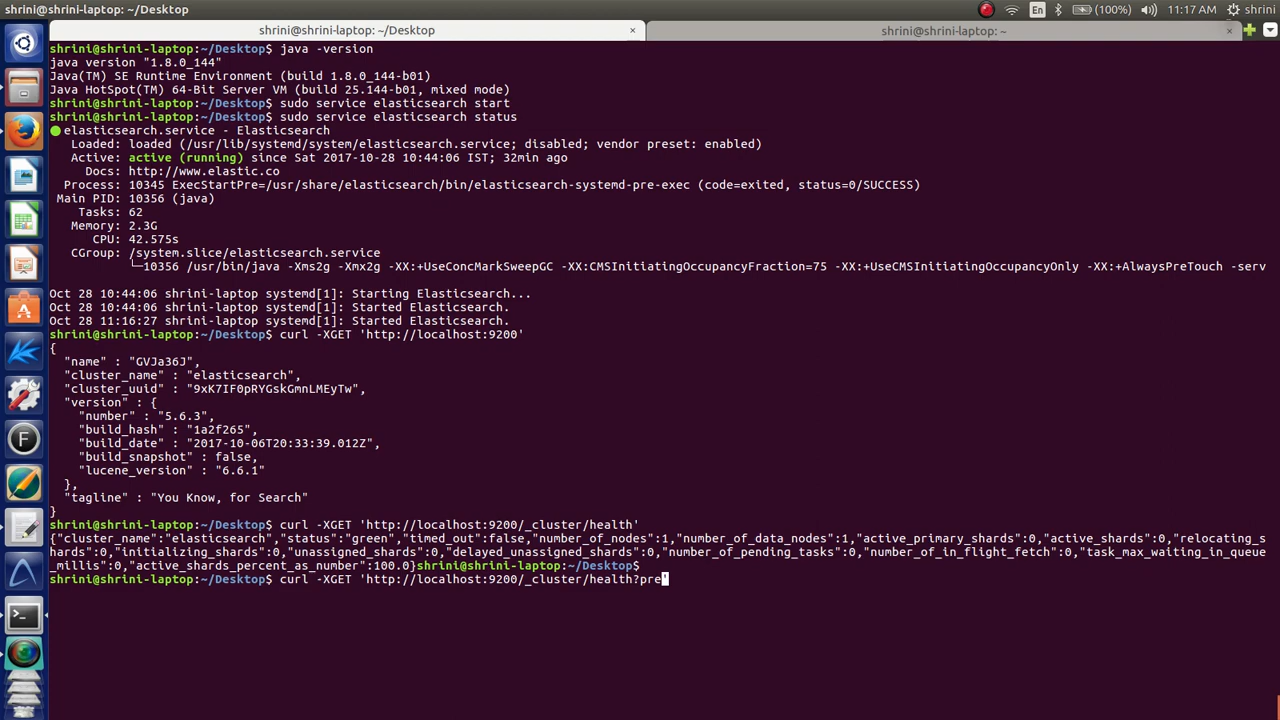 shrini@shrini-laptop: ~/Desktop
En
(100%)
11:17 AM
shrini
shrini@shrini-laptop: ~/Desktop
×
shrini@shrini-laptop: ~
×
shrini@shrini-laptop:~/Desktop$ java -version
java version "1.8.0_144"
Java(TM) SE Runtime Environment (build 1.8.0_144-b01)
Java HotSpot(TM) 64-Bit Server VM (build 25.144-b01, mixed mode)
shrini@shrini-laptop:~/Desktop$ sudo service elasticsearch start
shrini@shrini-laptop:~/Desktop$ sudo service elasticsearch status
● elasticsearch.service - Elasticsearch
Loaded: loaded (/usr/lib/systemd/system/elasticsearch.service; disabled; vendor preset: enabled)
Active: active (running) since Sat 2017-10-28 10:44:06 IST; 32min ago
Docs: http://www.elastic.co
Process: 10345 ExecStartPre=/usr/share/elasticsearch/bin/elasticsearch-systemd-pre-exec (code=exited, status=0/SUCCESS)
Main PID: 10356 (java)
Tasks: 62
Memory: 2.3G
CPU: 42.575s
CGroup: /system.slice/elasticsearch.service
└─10356 /usr/bin/java -Xms2g -Xmx2g -XX:+UseConcMarkSweepGC -XX:CMSInitiatingOccupancyFraction=75 -XX:+UseCMSInitiatingOccupancyOnly -XX:+AlwaysPreTouch -serv
Oct 28 10:44:06 shrini-laptop systemd[1]: Starting Elasticsearch...
Oct 28 10:44:06 shrini-laptop systemd[1]: Started Elasticsearch.
Oct 28 11:16:27 shrini-laptop systemd[1]: Started Elasticsearch.
shrini@shrini-laptop:~/Desktop$ curl -XGET 'http://localhost:9200'
{
"name" : "GVJa36J",
"cluster_name" : "elasticsearch",
"cluster_uuid" : "9xK7IF0pRYGskGmnLMEyTw",
"version" : {
"number" : "5.6.3",
"build_hash" : "1a2f265",
"build_date" : "2017-10-06T20:33:39.012Z",
"build_snapshot" : false,
"lucene_version" : "6.6.1"
},
"tagline" : "You Know, for Search"
}
shrini@shrini-laptop:~/Desktop$ curl -XGET 'http://localhost:9200/_cluster/health'
{"cluster_name":"elasticsearch","status":"green","timed_out":false,"number_of_nodes":1,"number_of_data_nodes":1,"active_primary_shards":0,"active_shards":0,"relocating_s
hards":0,"initializing_shards":0,"unassigned_shards":0,"delayed_unassigned_shards":0,"number_of_pending_tasks":0,"number_of_in_flight_fetch":0,"task_max_waiting_in_queue
_millis":0,"active_shards_percent_as_number":100.0}shrini@shrini-laptop:~/Desktop$
shrini@shrini-laptop:~/Desktop$ curl -XGET 'http://localhost:9200/_cluster/health?pre'